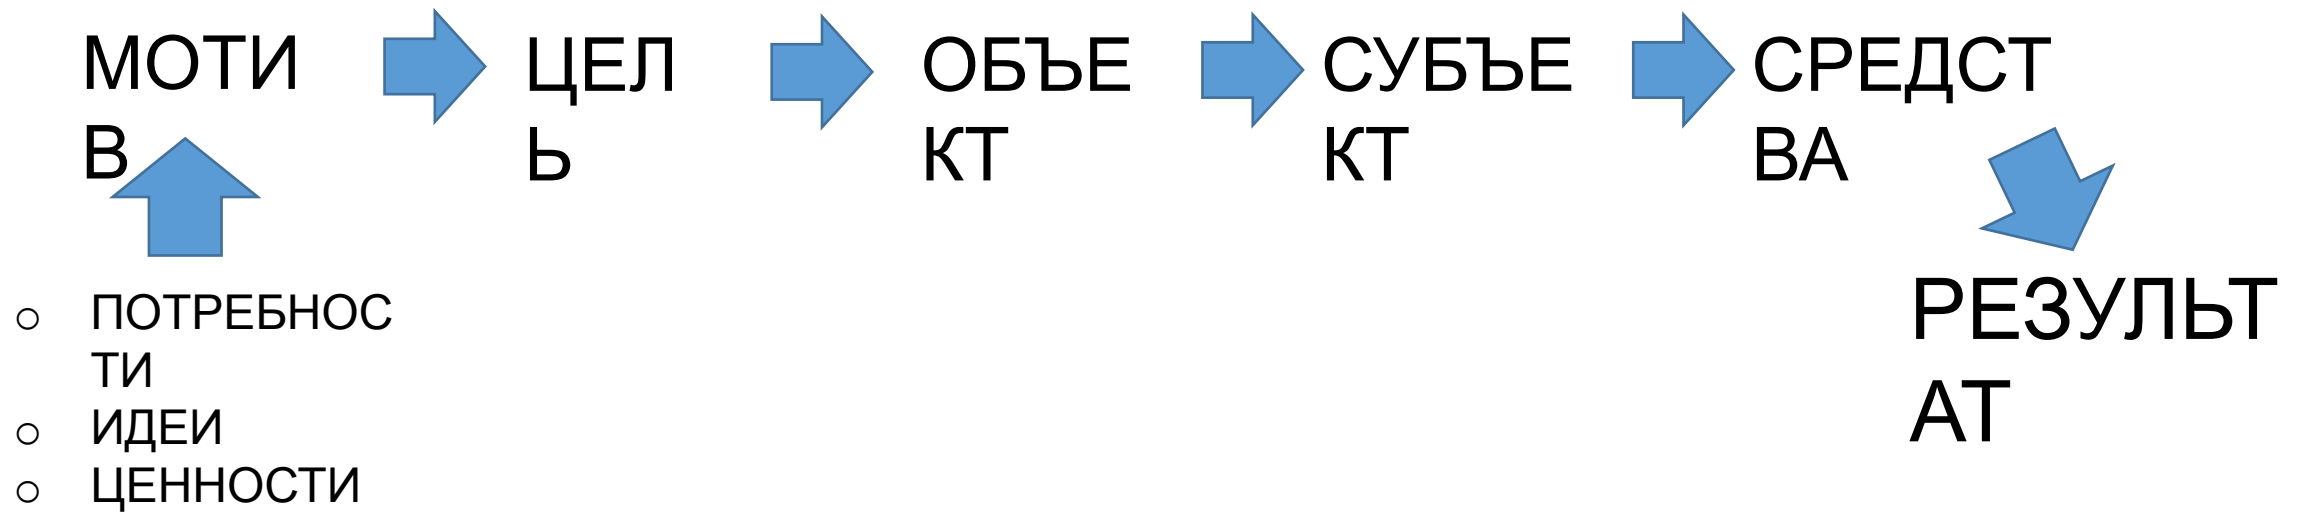 МОТИ
В
ЦЕЛ
Ь
ОБЪЕ
КТ
СУБЪЕ
КТ
СРЕДСТ
ВА
РЕЗУЛЬТ
АТ
○ ПОТРЕБНОС
ТИ
○ ИДЕИ
○ ЦЕННОСТИ